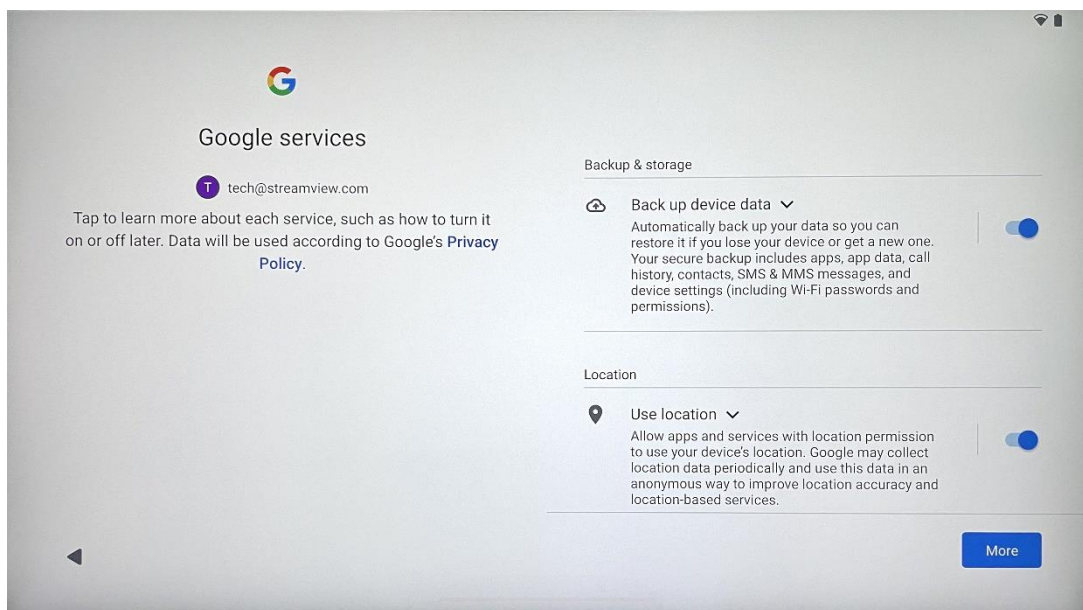 Google services
T tech@streamview.com
Tap to learn more about each service, such as how to turn it
on or off later. Data will be used according to Google's Privacy
Policy.
Backup & storage
Back up device data
Automatically back up your data so you can
restore it if you lose your device or get a new one.
Your secure backup includes apps, app data, call
history, contacts, SMS & MMS messages, and
device settings (including Wi-Fi passwords and
permissions).
Location
Use location
Allow apps and services with location permission
to use your device's location. Google may collect
location data periodically and use this data in an
anonymous way to improve location accuracy and
location-based services.
More